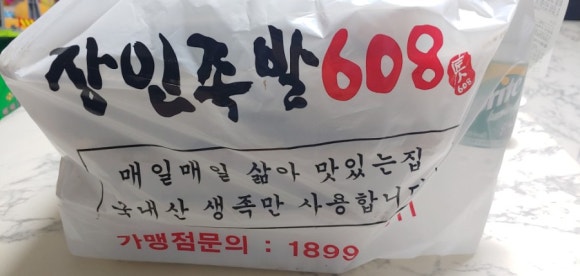 장인족발608
608
매일매일 삶아 맛있는집
국내산 생족만 사용합니다
가맹점문의 : 1899